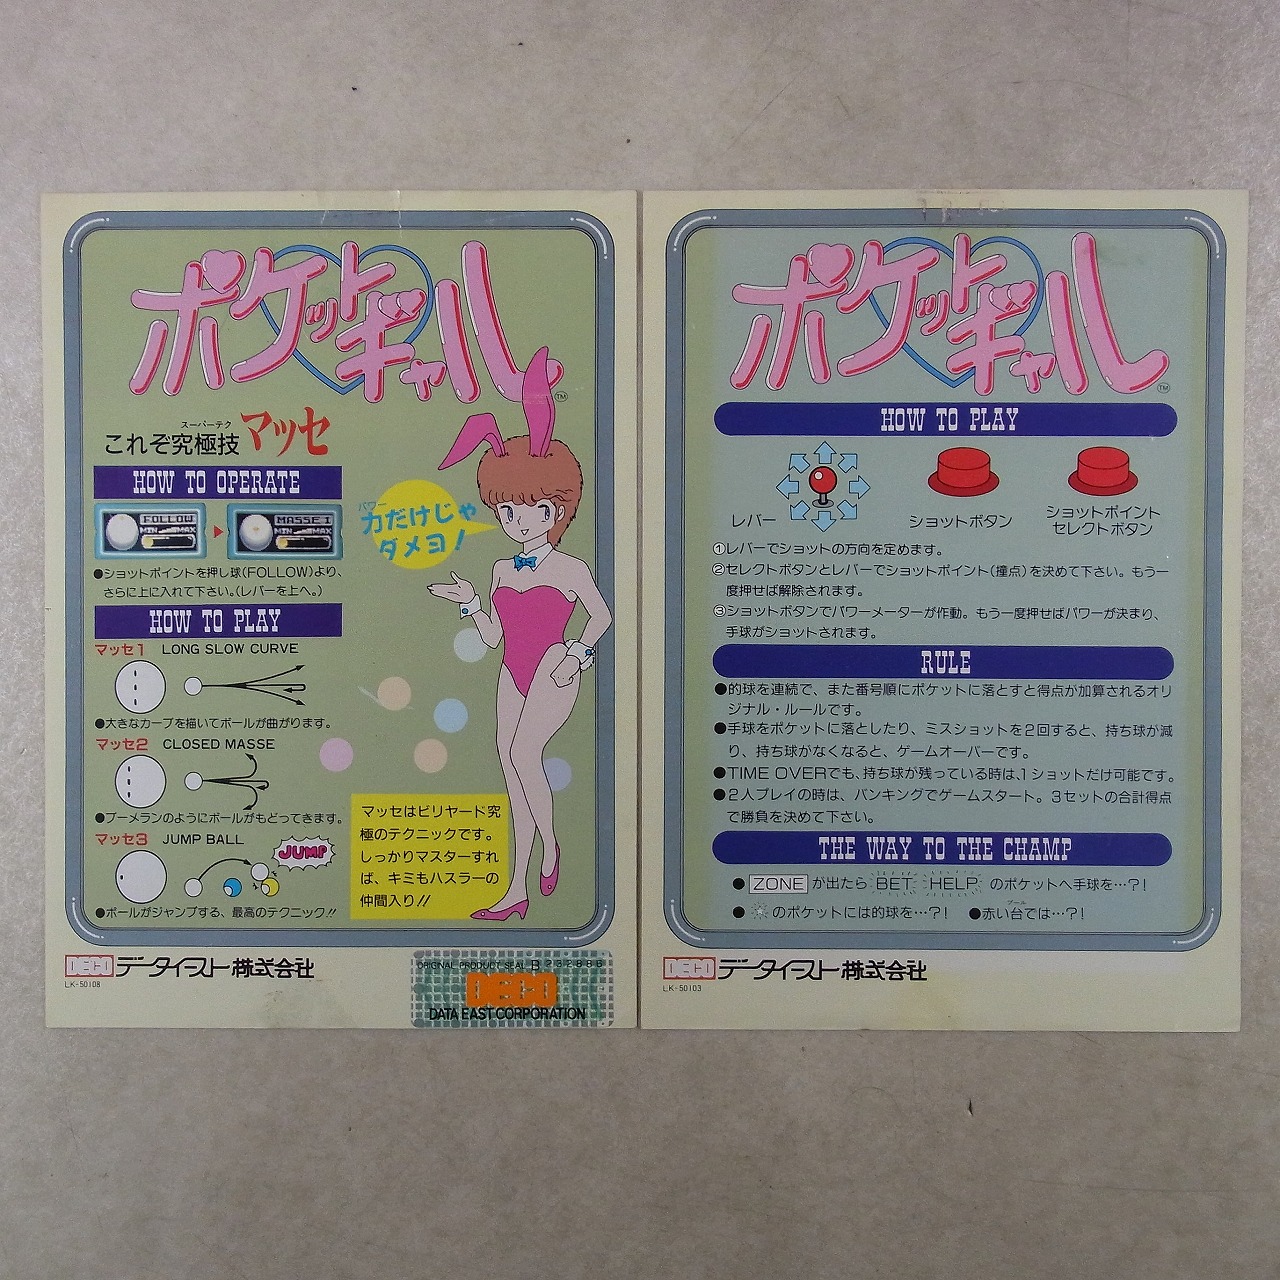 ポケットギャル
TM
スーパーテク
これぞ究極技マッセ
HOW TO OPERATE
FOLLOW
MIN MAX
MASSE 1
MIN MAX
●ショットポイントを押し球(FOLLOW)より、
さらに上に入れて下さい。(レバーを上へ。)
パワー
力だけじゃ
ダメヨ!
HOW TO PLAY
マッセ1 LONG SLOW CURVE
●大きなカーブを描いてボールが曲がります。
マッセ2 CLOSED MASSE
●ブーメランのようにボールがもどってきます。
マッセ3 JUMP BALL
JUMP
●ボールがジャンプする、最高のテクニック!!
マッセはビリヤード究
極のテクニックです。
しっかりマスターすれ
ば、キミもハスラーの
仲間入り!!
DECO データイースト株式会社
LK-50108
ORIGINAL PRODUCT SEAL B 232886
DECO
DATA EAST CORPORATION
ポケットギャル
TM
HOW TO PLAY
レバー
ショットボタン
ショットポイント
セレクトボタン
①レバーでショットの方向を定めます。
②セレクトボタンとレバーでショットポイント(撞点)を決めて下さい。もう一
度押せば解除されます。
③ショットボタンでパワーメーターが作動。もう一度押せばパワーが決まり、
手球がショットされます。
RULE
●的球を連続で、また番号順にポケットに落とすと得点が加算されるオリ
ジナル・ルールです。
●手球をポケットに落としたり、ミスショットを2回すると、持ち球が減
り、持ち球がなくなると、ゲームオーバーです。
●TIME OVERでも、持ち球が残っている時は、1ショットだけ可能です。
●2人プレイの時は、バンキングでゲームスタート。3セットの合計得点
で勝負を決めて下さい。
THE WAY TO THE CHAMP
●ZONEが出たらBET HELPのポケットへ手球を…?!
●のポケットには的球を…?! ●赤い台では…?!
プール
DECO データイースト株式会社
LK-50103